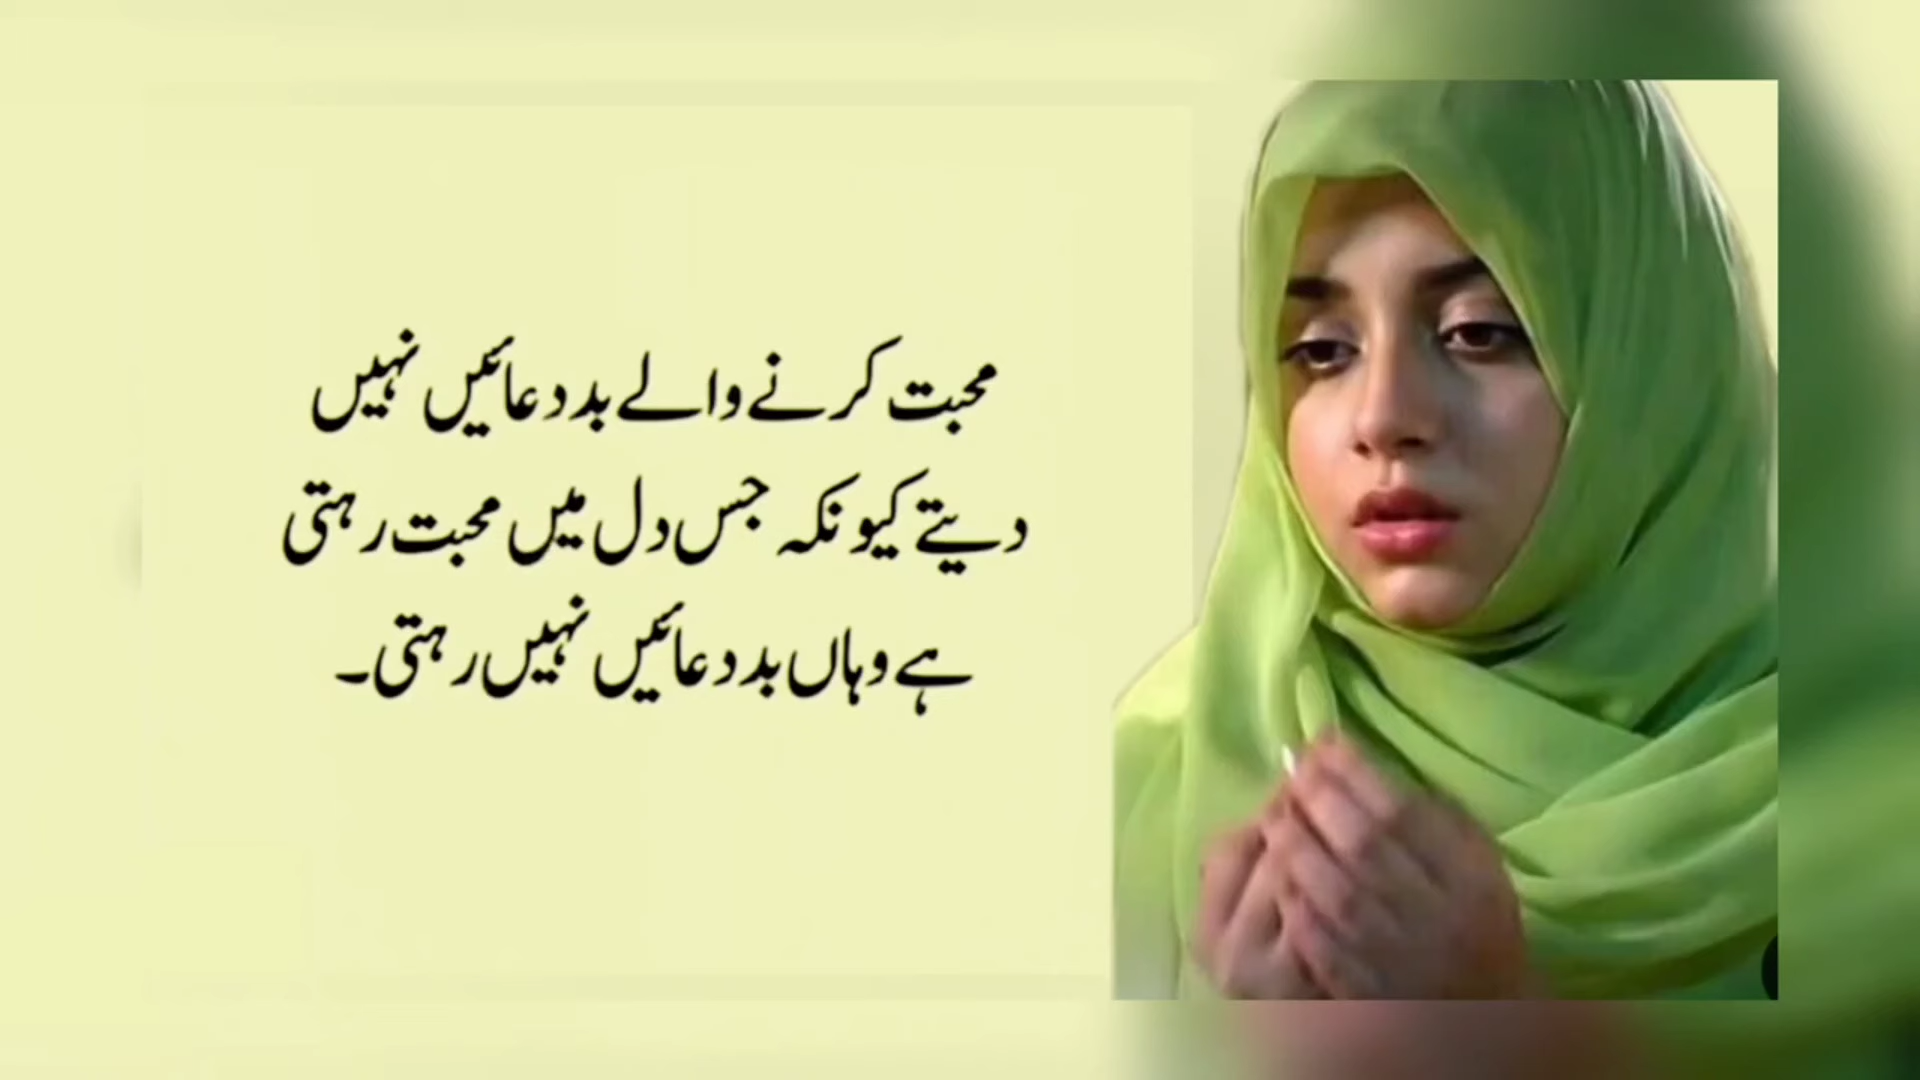 محبت کرنے والے بددعائیں نہیں
دیتے کیونکہ جس دل میں محبت رہتی
ہے وہاں بددعائیں نہیں رہتی۔